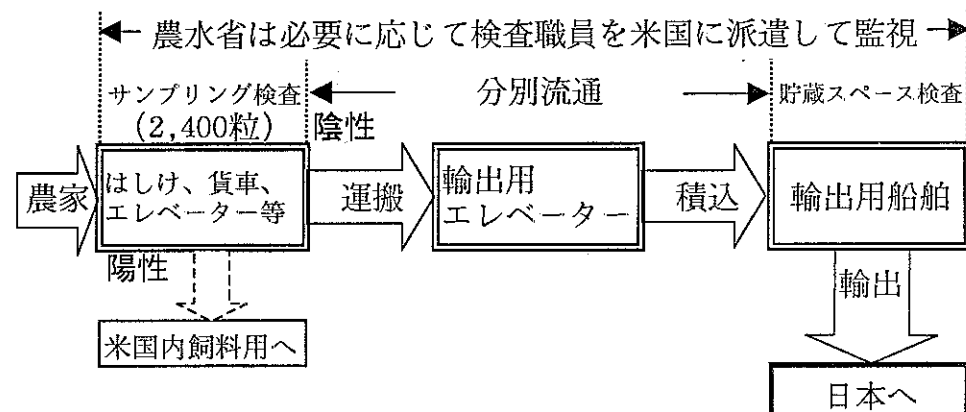 農水省は必要に応じて検査職員を米国に派遣して監視
サンプリング検査
(2,400粒)
陰性
分別流通
貯蔵スペース検査
農家
はしけ、貨車、
エレベーター等
運搬
輸出用
エレベーター
積込
輸出用船舶
陽性
輸出
米国内飼料用へ
日本へ